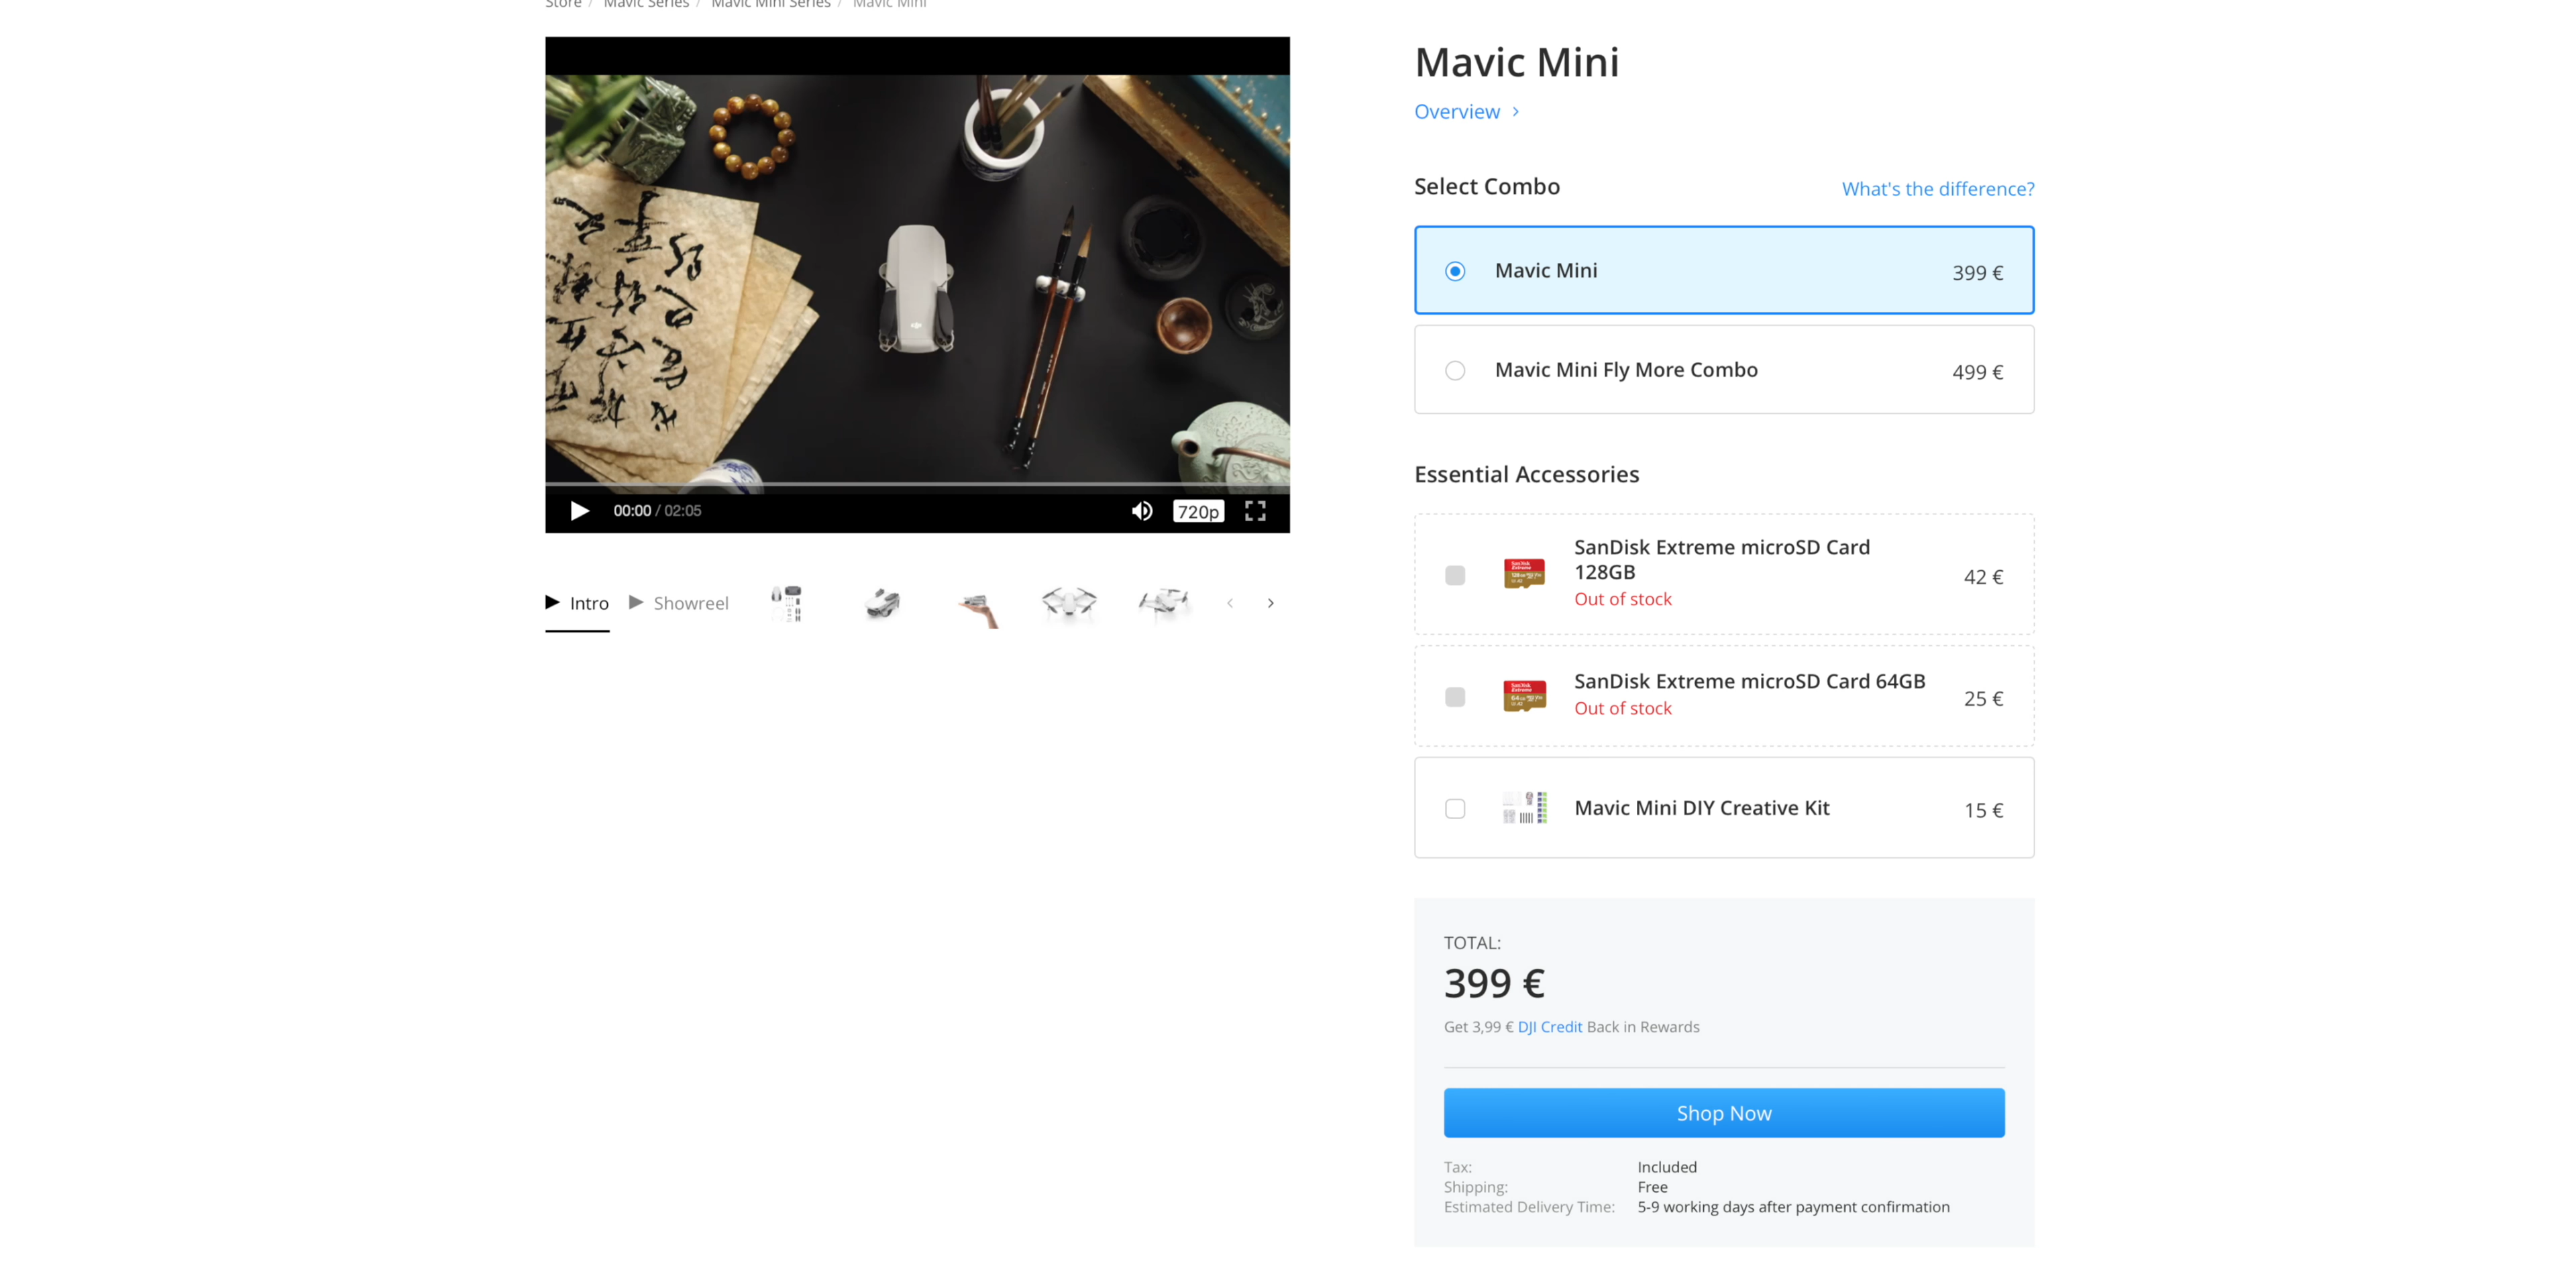 Store / Mavic Series / Mavic Mini Series / Mavic Mini
Mavic Mini
Overview >
Select Combo
What's the difference?
Mavic Mini 399 €
Mavic Mini Fly More Combo 499 €
Essential Accessories
SanDisk Extreme microSD Card
128GB
42 €
Out of stock
SanDisk Extreme microSD Card 64GB
25 €
Out of stock
Mavic Mini DIY Creative Kit 15 €
TOTAL:
399 €
Get 3,99 € DJI Credit Back in Rewards
Shop Now
Tax: Included
Shipping: Free
Estimated Delivery Time: 5-9 working days after payment confirmation
00:00 / 02:05
720p
Intro
Showreel